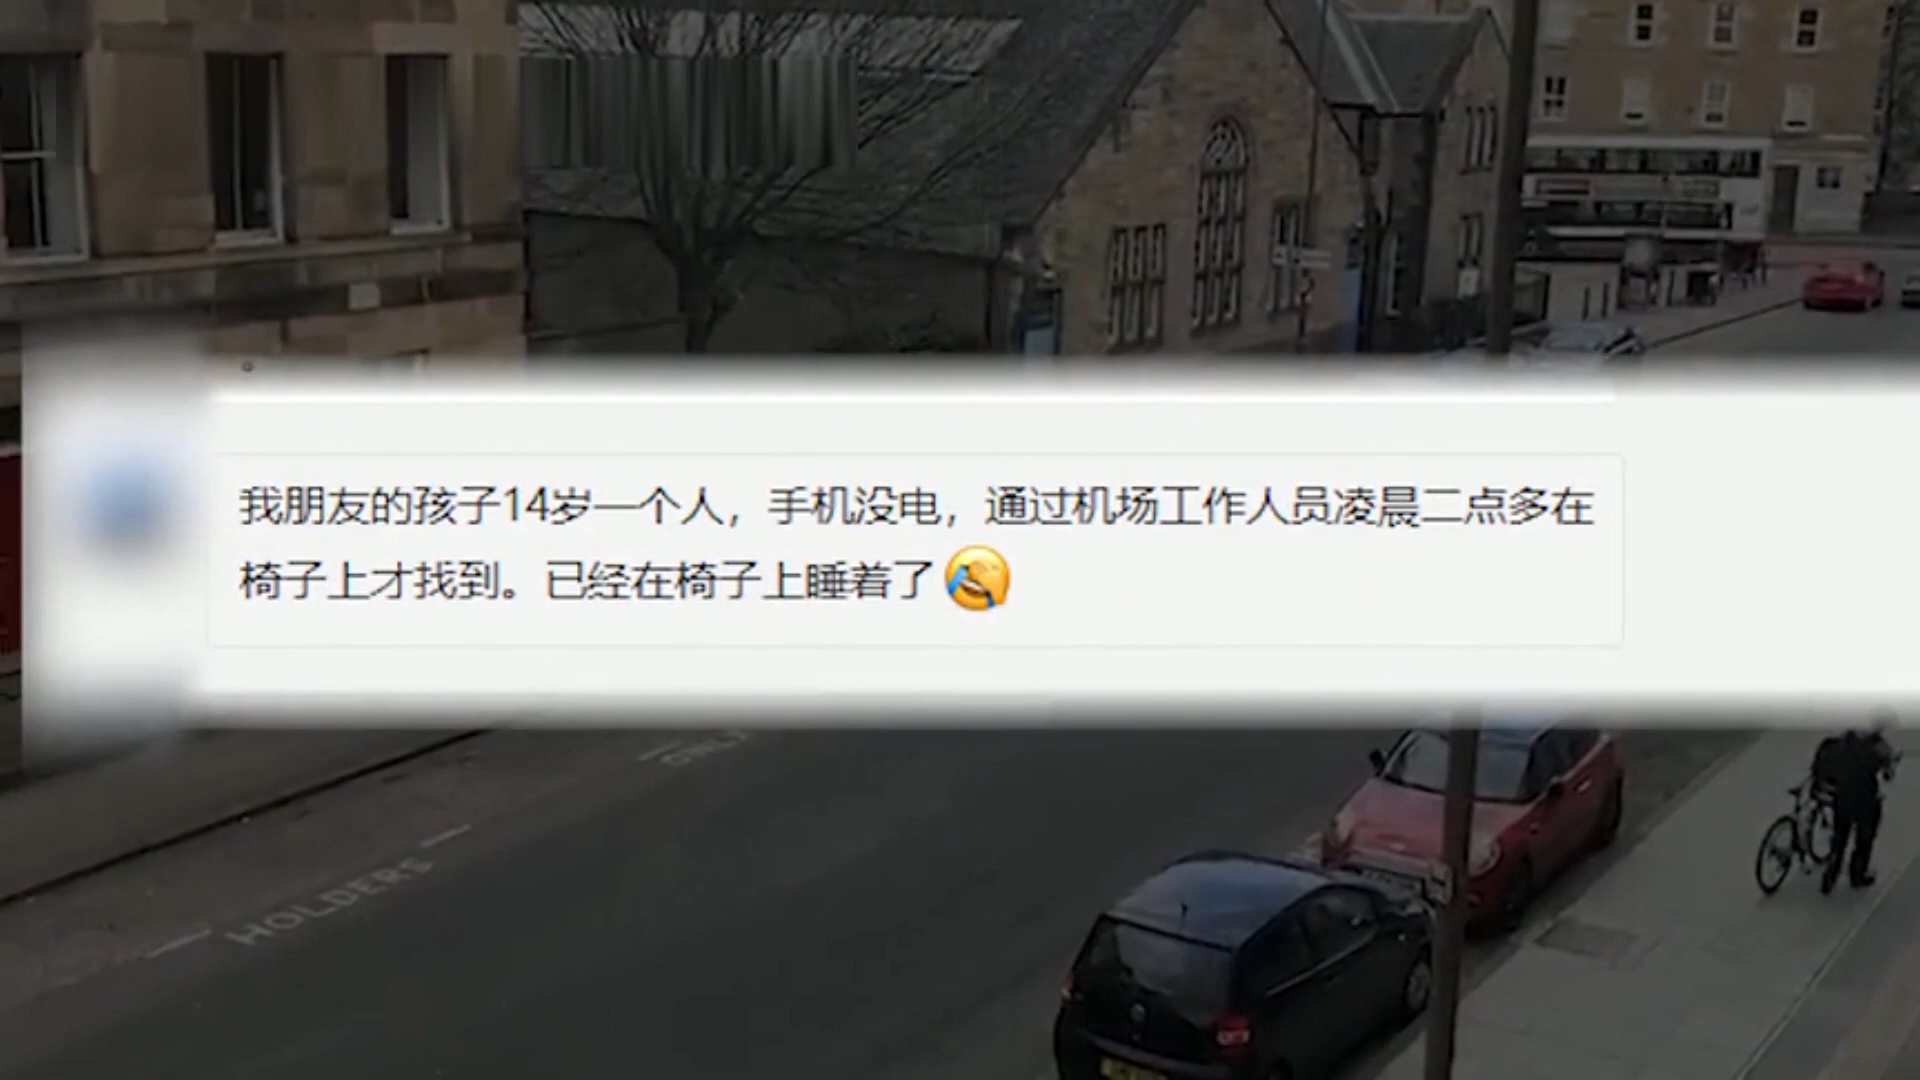 我朋友的孩子14岁一个人，手机没电，通过机场工作人员凌晨二点多在
椅子上才找到。已经在椅子上睡着了🤣
ONLY
HOLDERS